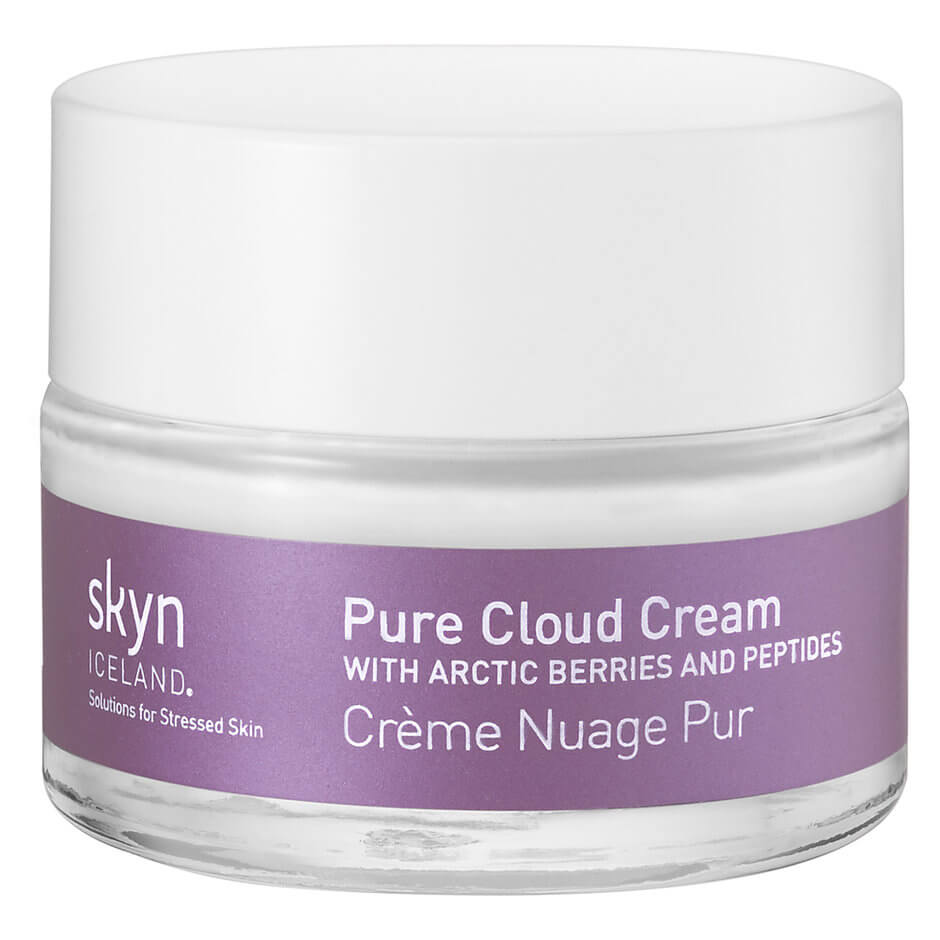 skyn
ICELAND®
Solutions for Stressed Skin
Pure Cloud Cream
WITH ARCTIC BERRIES AND PEPTIDES
Crème Nuage Pur